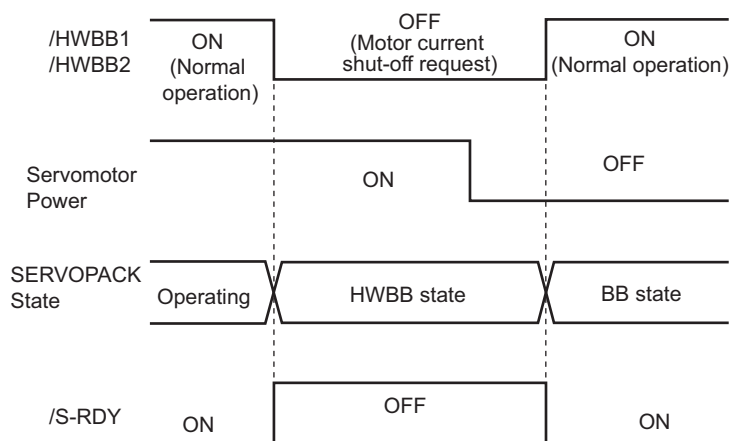 /HWBB1
/HWBB2
ON
(Normal
operation)
OFF
(Motor current
shut-off request)
ON
(Normal operation)
Servomotor
Power
ON
OFF
SERVOPACK
State
Operating
HWBB state
BB state
/S-RDY
ON
OFF
ON